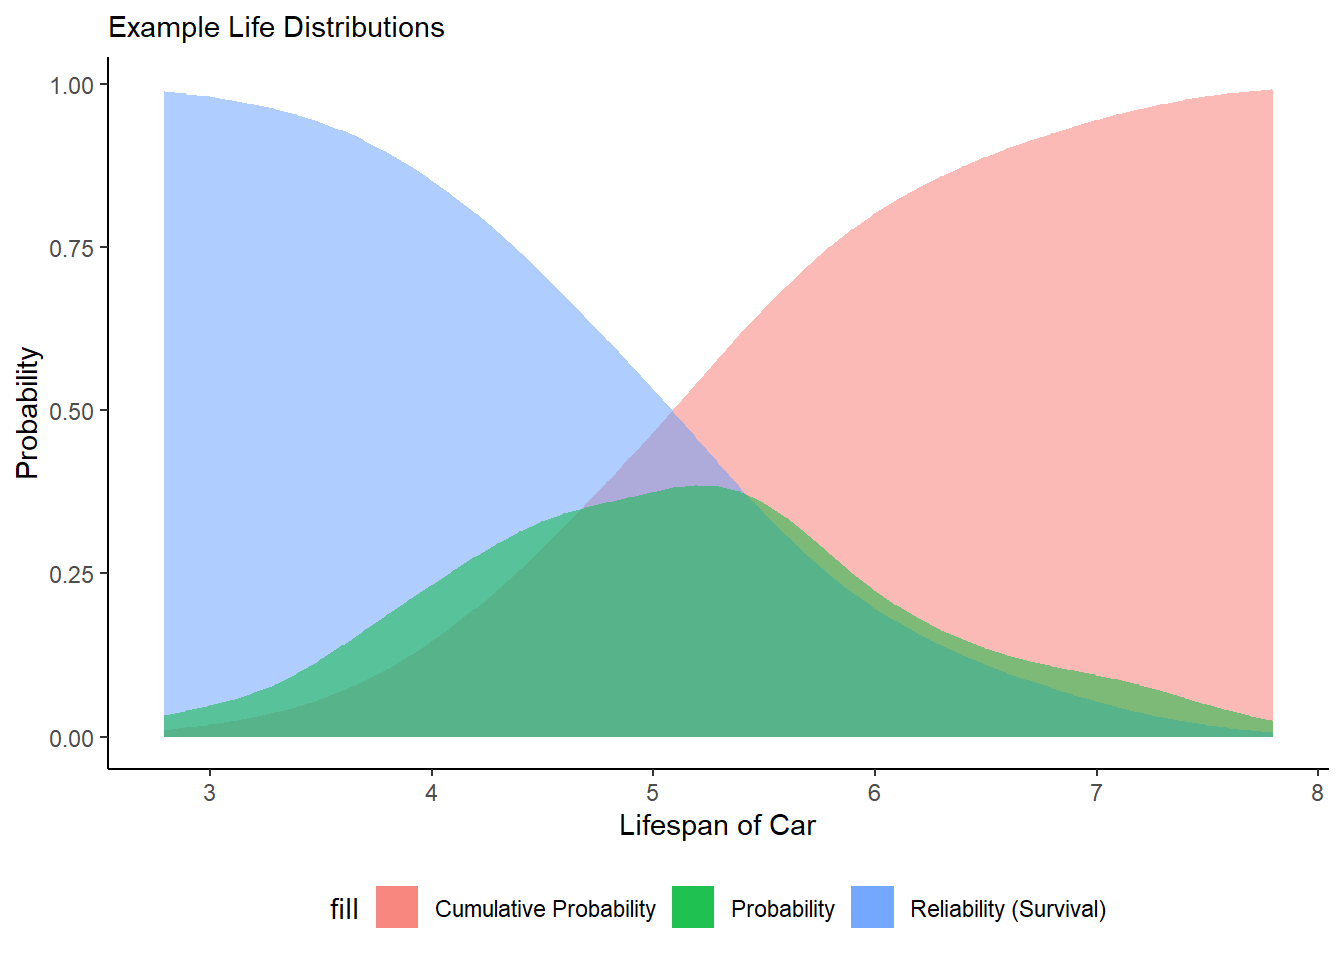 Example Life Distributions
1.00
0.75
0.50
0.25
0.00
Probability
3 4 5 6 7 8
Lifespan of Car
fill Cumulative Probability Probability Reliability (Survival)